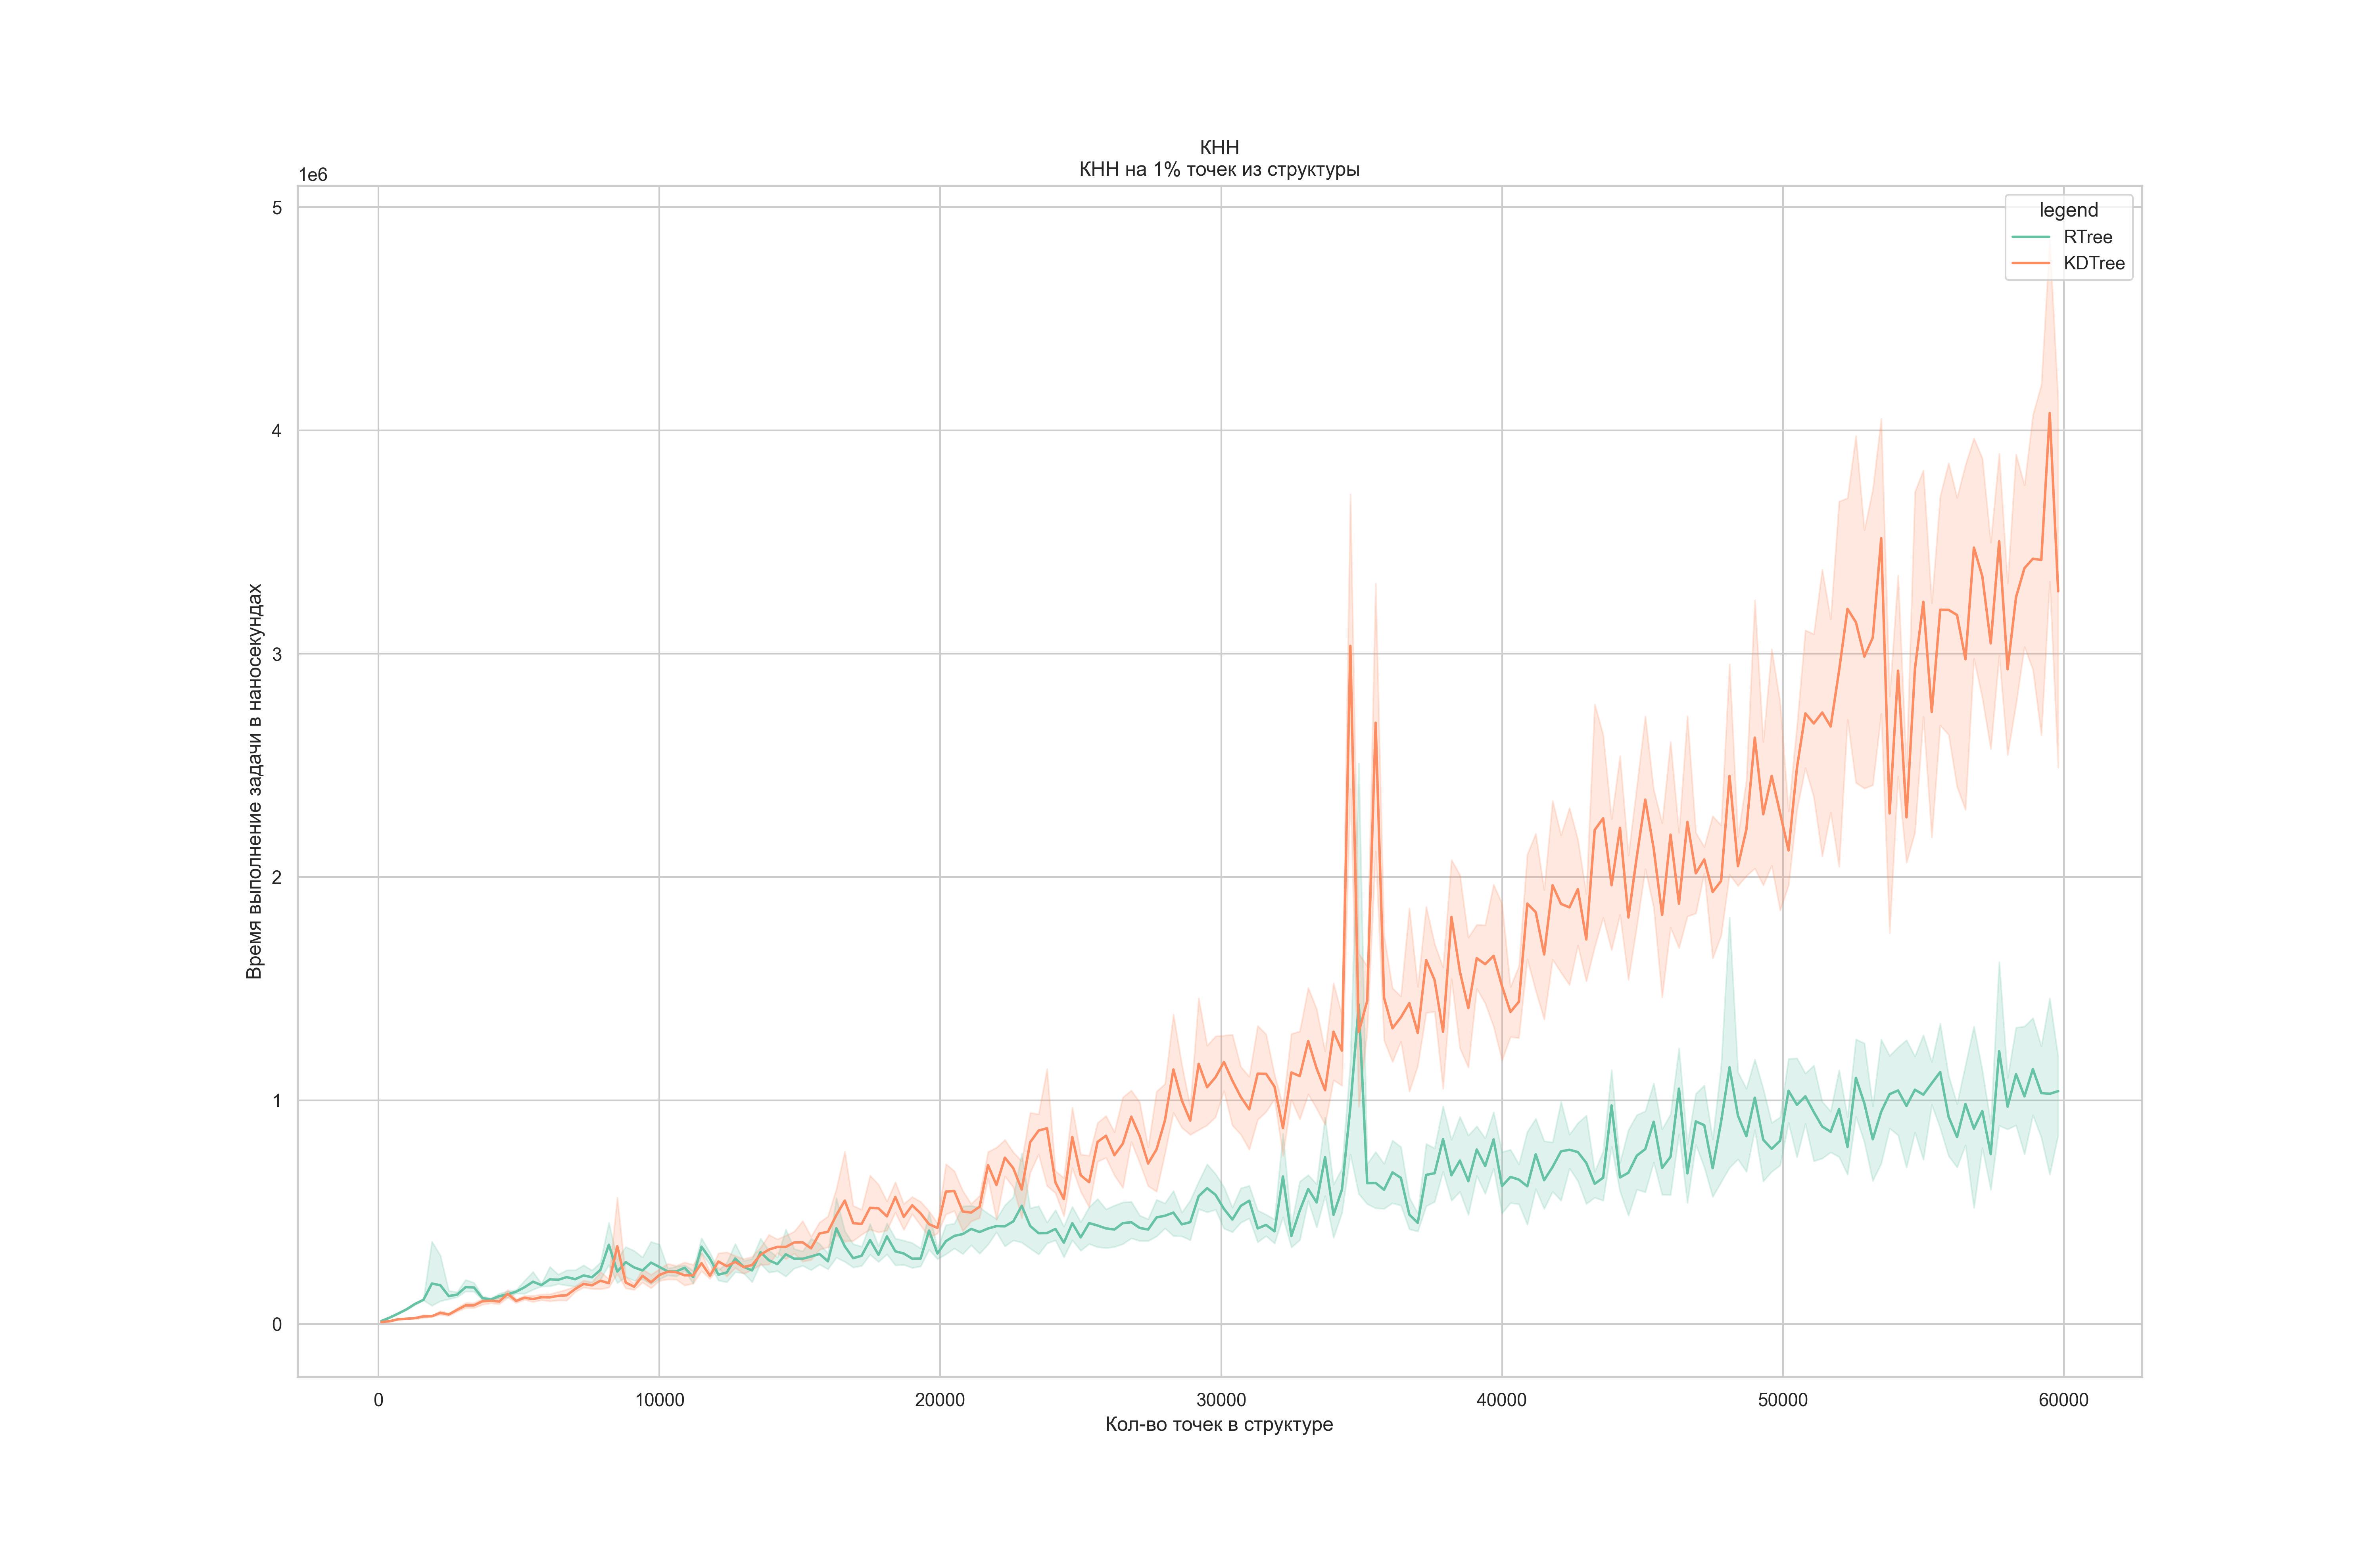 КНН
КНН на 1% точек из структуры
1e6
5
4
3
2
1
0
Время выполнение задачи в наносекундах
legend
RTree
KDTree
0 10000 20000 30000 40000 50000 60000
Кол-во точек в структуре